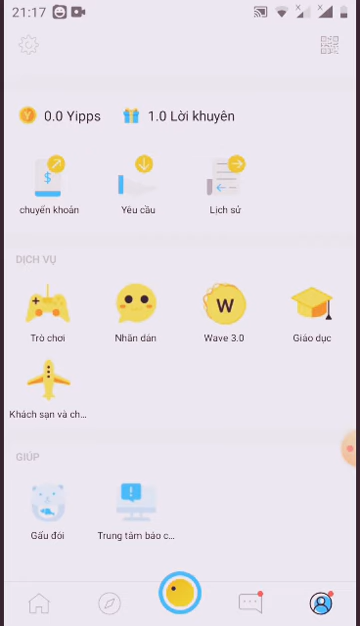 21:17
0.0 Yipps
1.0 Lời khuyên
chuyển khoản
Yêu cầu
Lịch sử
DỊCH VỤ
Trò chơi
Nhãn dán
Wave 3.0
Giáo dục
Khách sạn và ch...
GIÚP
Gấu đói
Trung tâm báo c...